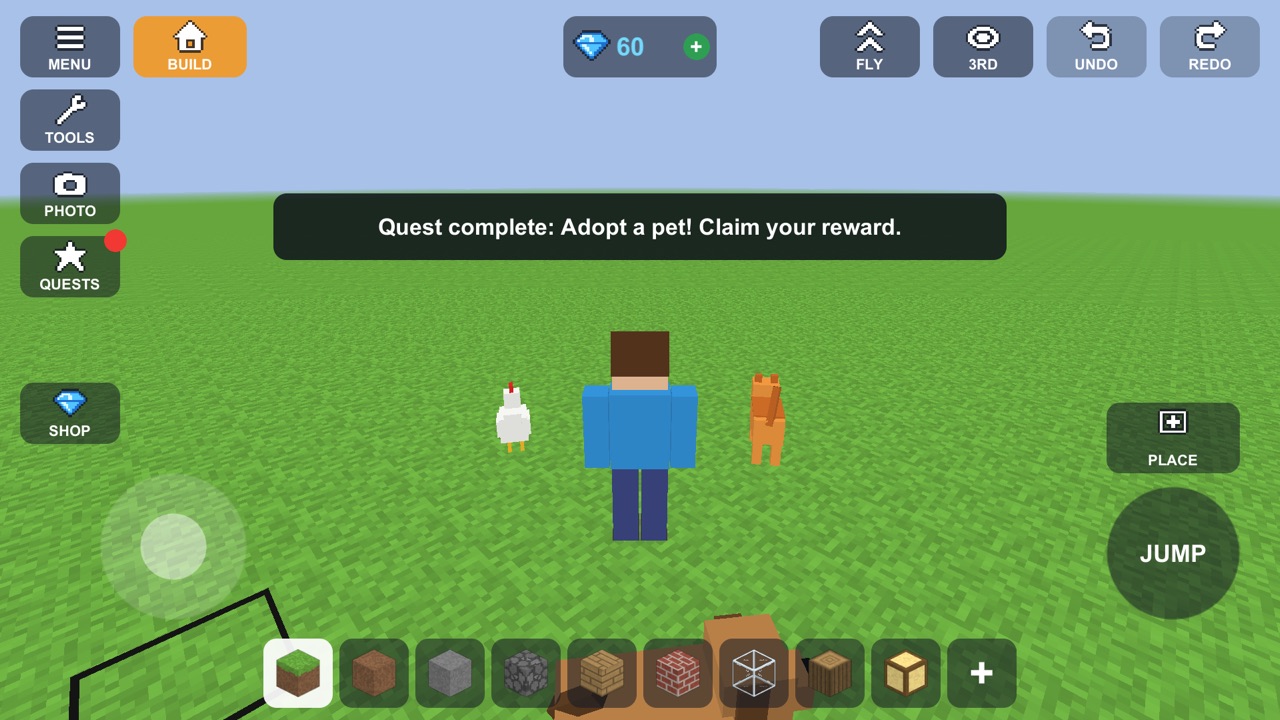 MENU
BUILD
60
FLY
3RD
UNDO
REDO
TOOLS
PHOTO
Quest complete: Adopt a pet! Claim your reward.
QUESTS
SHOP
PLACE
JUMP